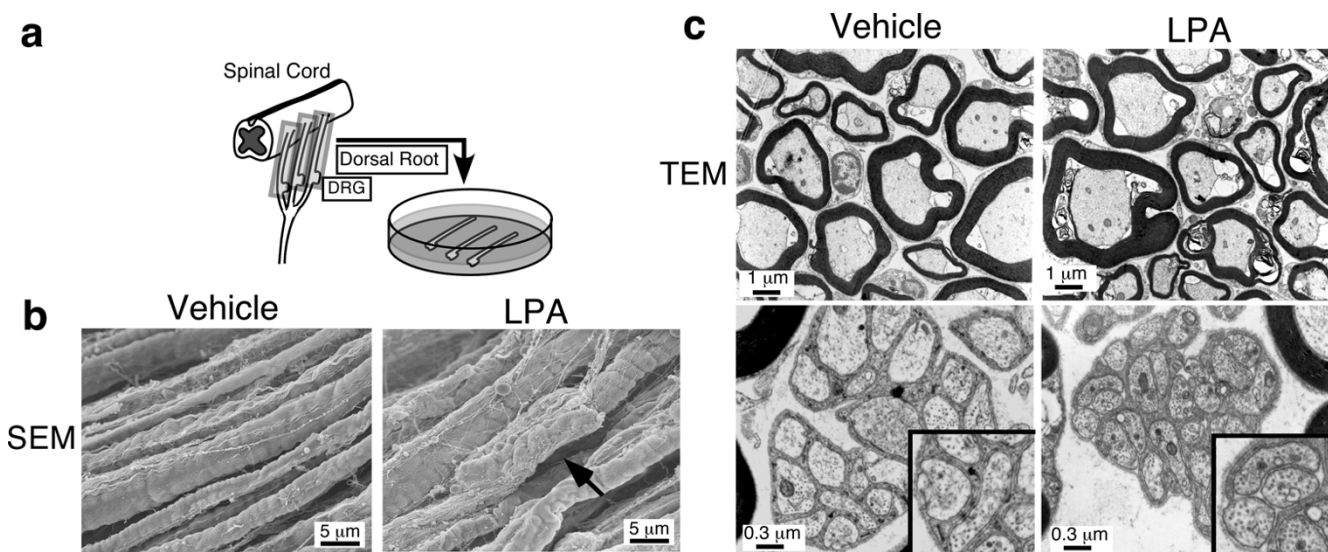 a
Spinal Cord
Dorsal Root
DRG
b
Vehicle
LPA
SEM
5 μm
5 μm
c
Vehicle
LPA
TEM
1 μm
1 μm
0.3 μm
0.3 μm